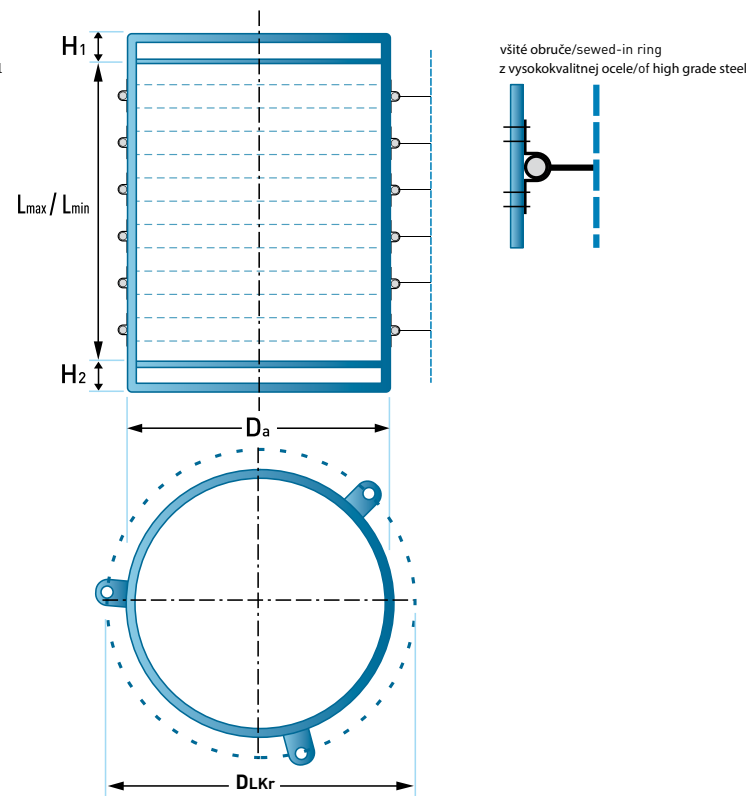 H1
všité obruče/sewed-in ring
z vysokokvalitnej ocele/of high grade steel
Lmax / Lmin
H2
Da
DLKr